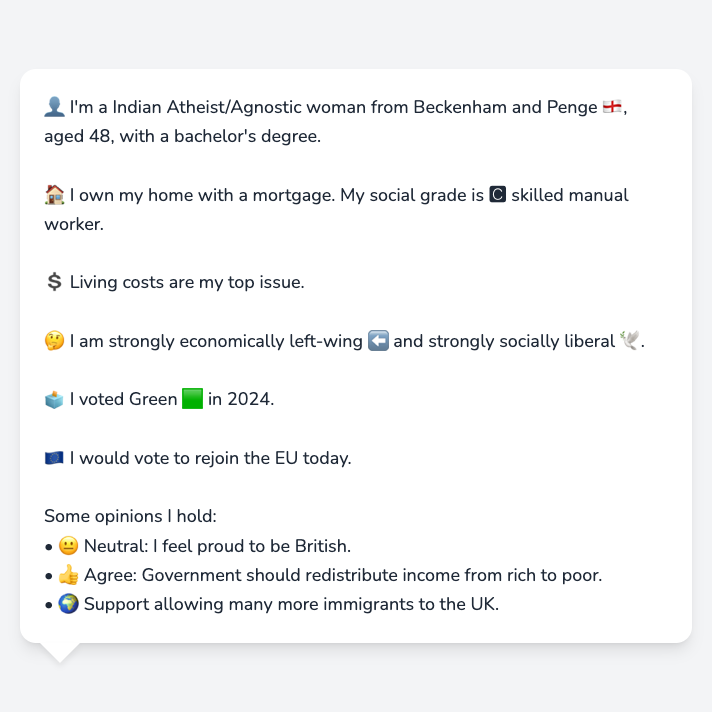 👤 I'm a Indian Atheist/Agnostic woman from Beckenham and Penge 🏴󠁧󠁢󠁥󠁮󠁧󠁿,
aged 48, with a bachelor's degree.
🏠 I own my home with a mortgage. My social grade is 🅲 skilled manual
worker.
💲 Living costs are my top issue.
🤔 I am strongly economically left-wing ⬅️ and strongly socially liberal 🕊️.
🗳️ I voted Green 🟩 in 2024.
🇪🇺 I would vote to rejoin the EU today.
Some opinions I hold:
• 😐 Neutral: I feel proud to be British.
• 👍 Agree: Government should redistribute income from rich to poor.
• 🌍 Support allowing many more immigrants to the UK.